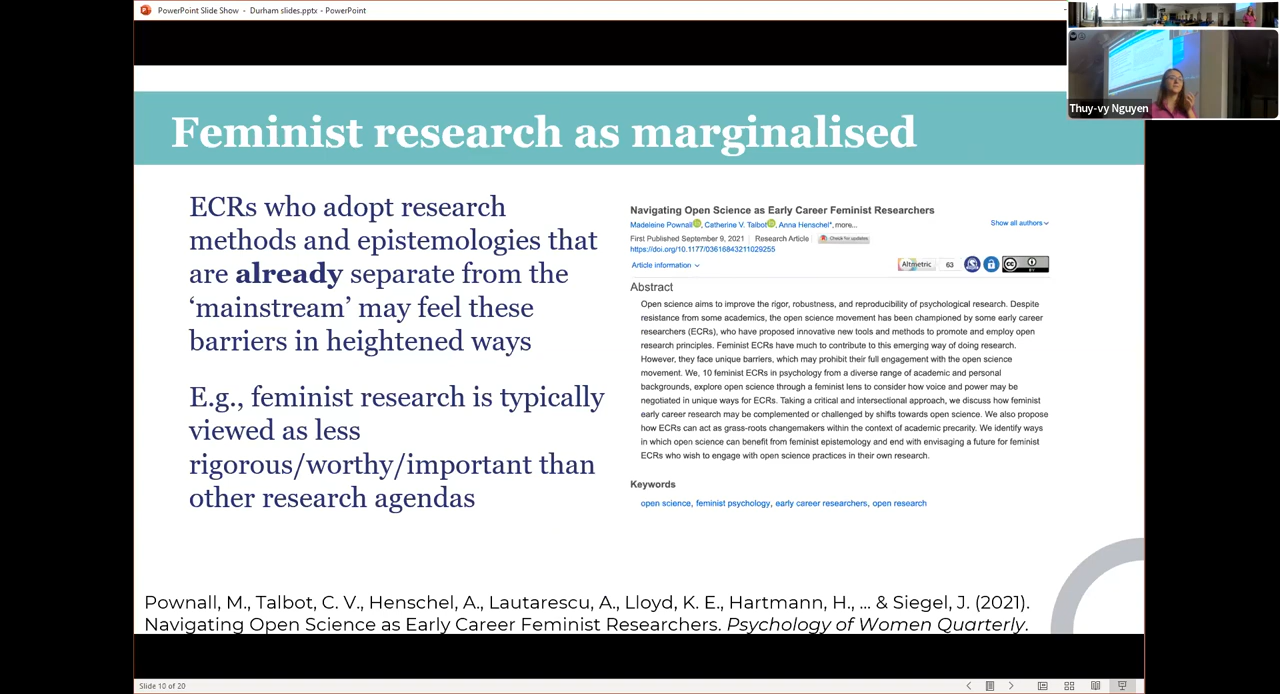 PowerPoint Slide Show - Durham slides.pptx - PowerPoint
Thuy-vy Nguyen
Feminist research as marginalised
ECRs who adopt research
methods and epistemologies that
are already separate from the
‘mainstream’ may feel these
barriers in heightened ways
E.g., feminist research is typically
viewed as less
rigorous/worthy/important than
other research agendas
Navigating Open Science as Early Career Feminist Researchers
Madeleine Pownall, Catherine V. Talbot, Anna Henschel*, more...
Show all authors
First Published September 9, 2021 | Research Article | Check for updates
https://doi.org/10.1177/03616843211029255
Article information
Altmetric 63
Abstract
Open science aims to improve the rigor, robustness, and reproducibility of psychological research. Despite
resistance from some academics, the open science movement has been championed by some early career
researchers (ECRs), who have proposed innovative new tools and methods to promote and employ open
research principles. Feminist ECRs have much to contribute to this emerging way of doing research.
However, they face unique barriers, which may prohibit their full engagement with the open science
movement. We, 10 feminist ECRs in psychology from a diverse range of academic and personal
backgrounds, explore open science through a feminist lens to consider how voice and power may be
negotiated in unique ways for ECRs. Taking a critical and intersectional approach, we discuss how feminist
early career research may be complemented or challenged by shifts towards open science. We also propose
how ECRs can act as grass-roots changemakers within the context of academic precarity. We identify ways
in which open science can benefit from feminist epistemology and end with envisaging a future for feminist
ECRs who wish to engage with open science practices in their own research.
Keywords
open science, feminist psychology, early career researchers, open research
Pownall, M., Talbot, C. V., Henschel, A., Lautarescu, A., Lloyd, K. E., Hartmann, H., ... & Siegel, J. (2021).
Navigating Open Science as Early Career Feminist Researchers. Psychology of Women Quarterly.
Slide 10 of 20